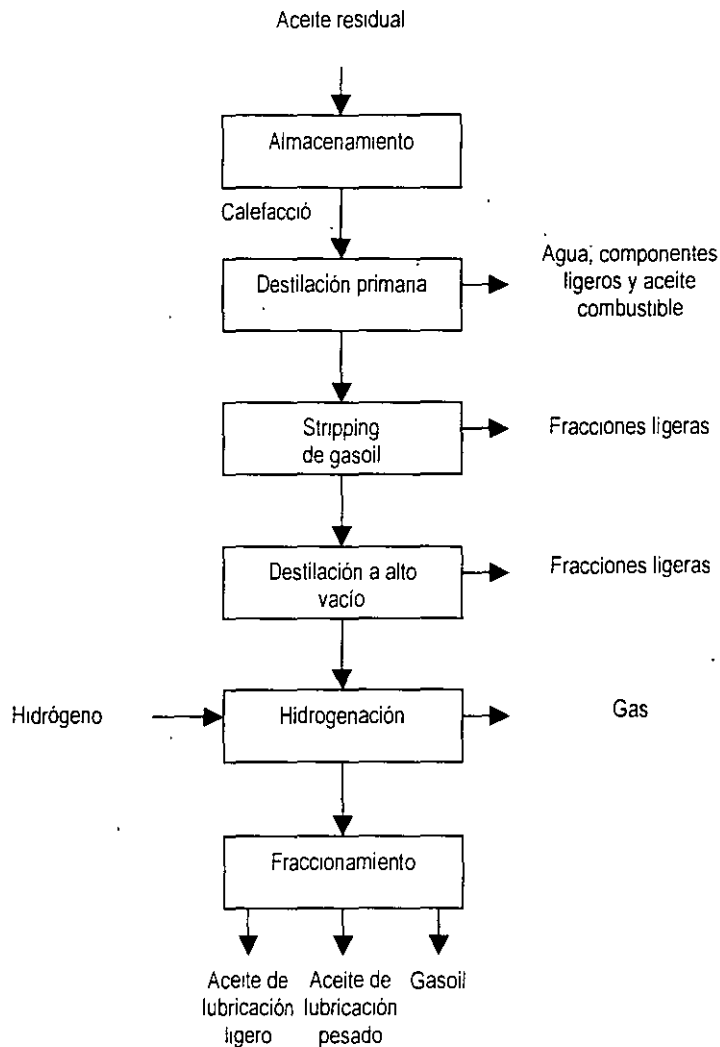 Aceite residual
Almacenamiento
Calefacció
Destilación primaria
Agua, componentes
ligeros y aceite
combustible
Stripping
de gasoil
Fracciones ligeras
Destilación a alto
vacío
Fracciones ligeras
Hidrógeno
Hidrogenación
Gas
Fraccionamiento
Aceite de
lubricación
ligero
Aceite de
lubricación
pesado
Gasoil